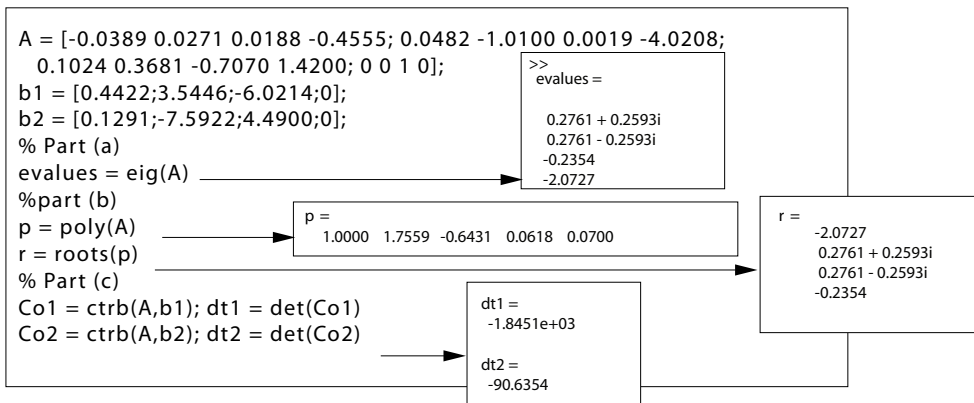 A = [-0.0389 0.0271 0.0188 -0.4555; 0.0482 -1.0100 0.0019 -4.0208;
0.1024 0.3681 -0.7070 1.4200; 0 0 1 0];
b1 = [0.4422;3.5446;-6.0214;0];
b2 = [0.1291;-7.5922;4.4900;0];
% Part (a)
evalues = eig(A)
>>
evalues =
0.2761 + 0.2593i
0.2761 - 0.2593i
-0.2354
-2.0727
%part (b)
p = poly(A)
p =
1.0000 1.7559 -0.6431 0.0618 0.0700
r = roots(p)
r =
-2.0727
0.2761 + 0.2593i
0.2761 - 0.2593i
-0.2354
% Part (c)
Co1 = ctrb(A,b1); dt1 = det(Co1)
Co2 = ctrb(A,b2); dt2 = det(Co2)
dt1 =
-1.8451e+03
dt2 =
-90.6354